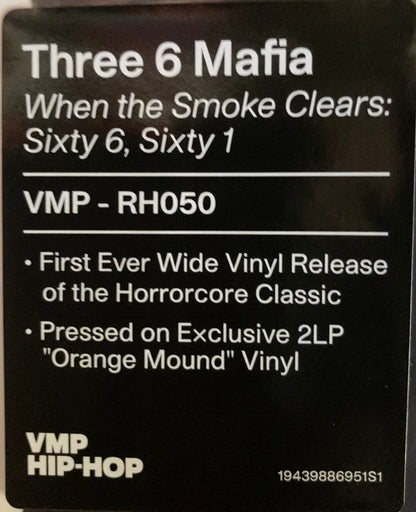 Three 6 Mafia
When the Smoke Clears:
Sixty 6, Sixty 1
VMP - RH050
• First Ever Wide Vinyl Release
of the Horrorcore Classic
• Pressed on Exclusive 2LP
"Orange Mound" Vinyl
VMP
HIP-HOP
19439886951S1